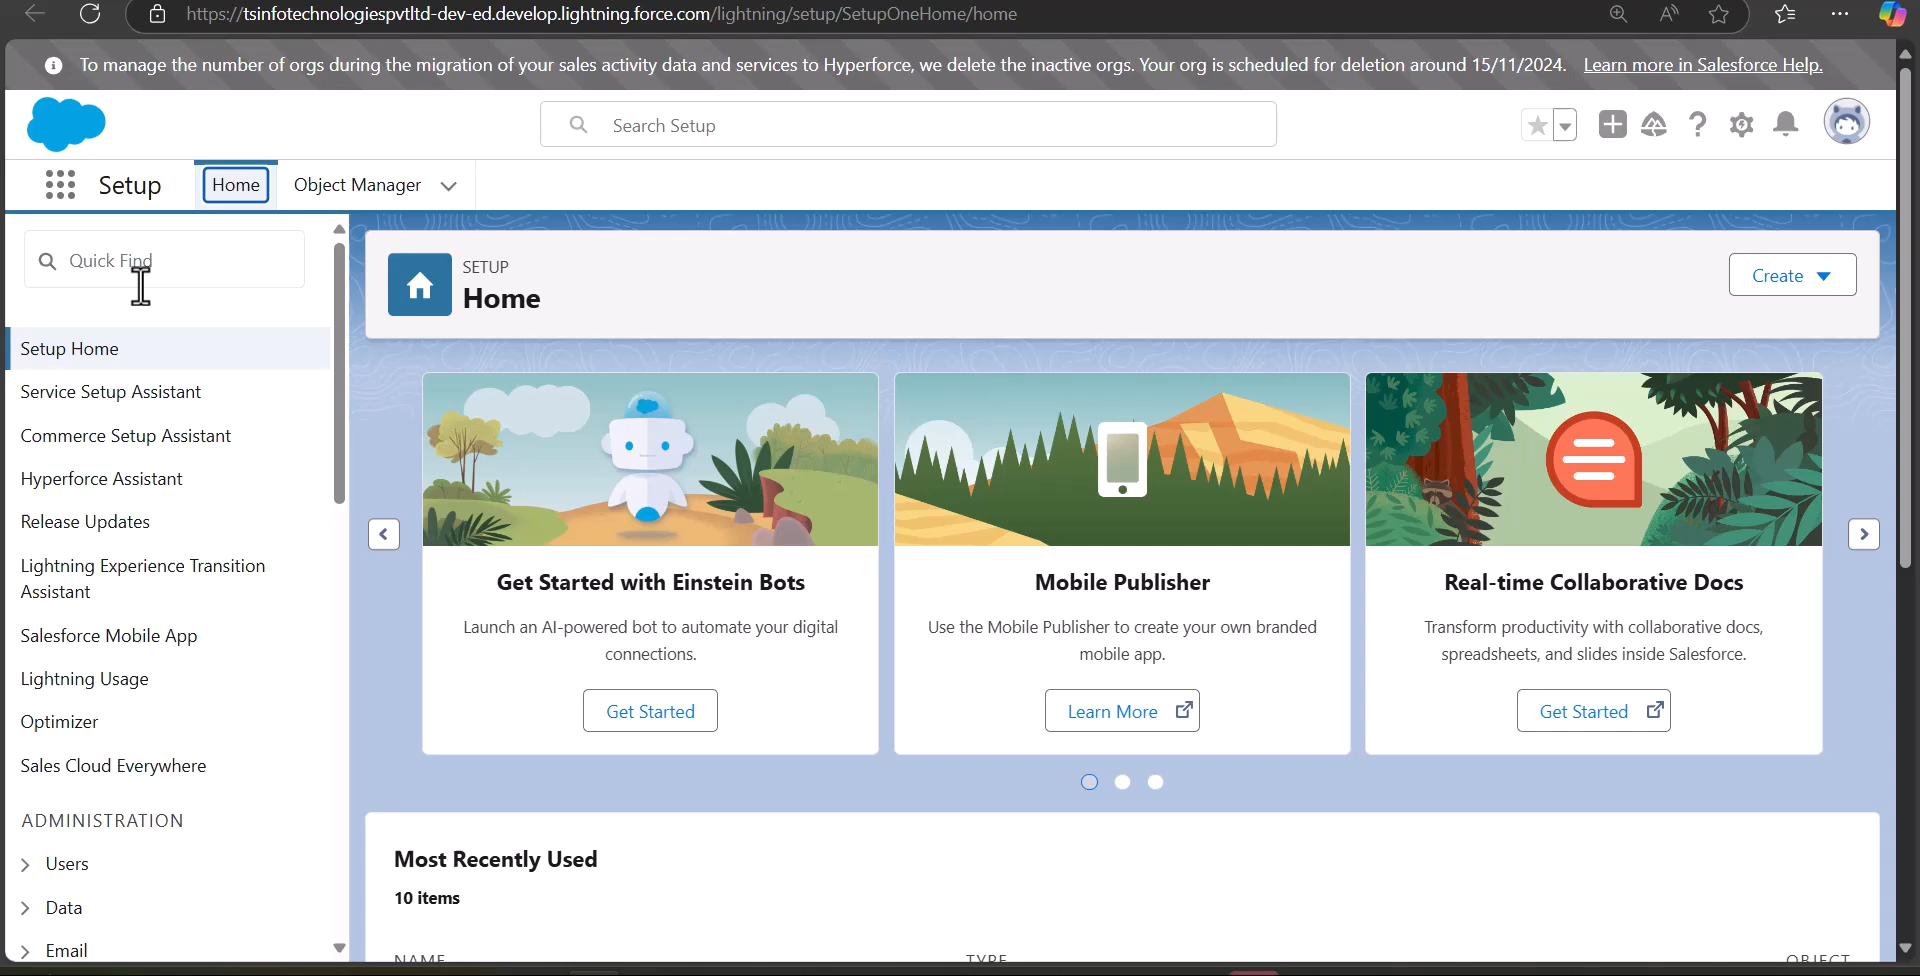 https://tsinfotechnologiespvtltd-dev-ed.develop.lightning.force.com/lightning/setup/SetupOneHome/home
To manage the number of orgs during the migration of your sales activity data and services to Hyperforce, we delete the inactive orgs. Your org is scheduled for deletion around 15/11/2024. Learn more in Salesforce Help.
Search Setup
Setup
Home
Object Manager
Quick Find
Setup Home
Service Setup Assistant
Commerce Setup Assistant
Hyperforce Assistant
Release Updates
Lightning Experience Transition
Assistant
Salesforce Mobile App
Lightning Usage
Optimizer
Sales Cloud Everywhere
ADMINISTRATION
Users
Data
Email
SETUP
Home
Create
Get Started with Einstein Bots
Launch an AI-powered bot to automate your digital
connections.
Get Started
Mobile Publisher
Use the Mobile Publisher to create your own branded
mobile app.
Learn More
Real-time Collaborative Docs
Transform productivity with collaborative docs,
spreadsheets, and slides inside Salesforce.
Get Started
Most Recently Used
10 items
NAME
TYPE
OBJECT